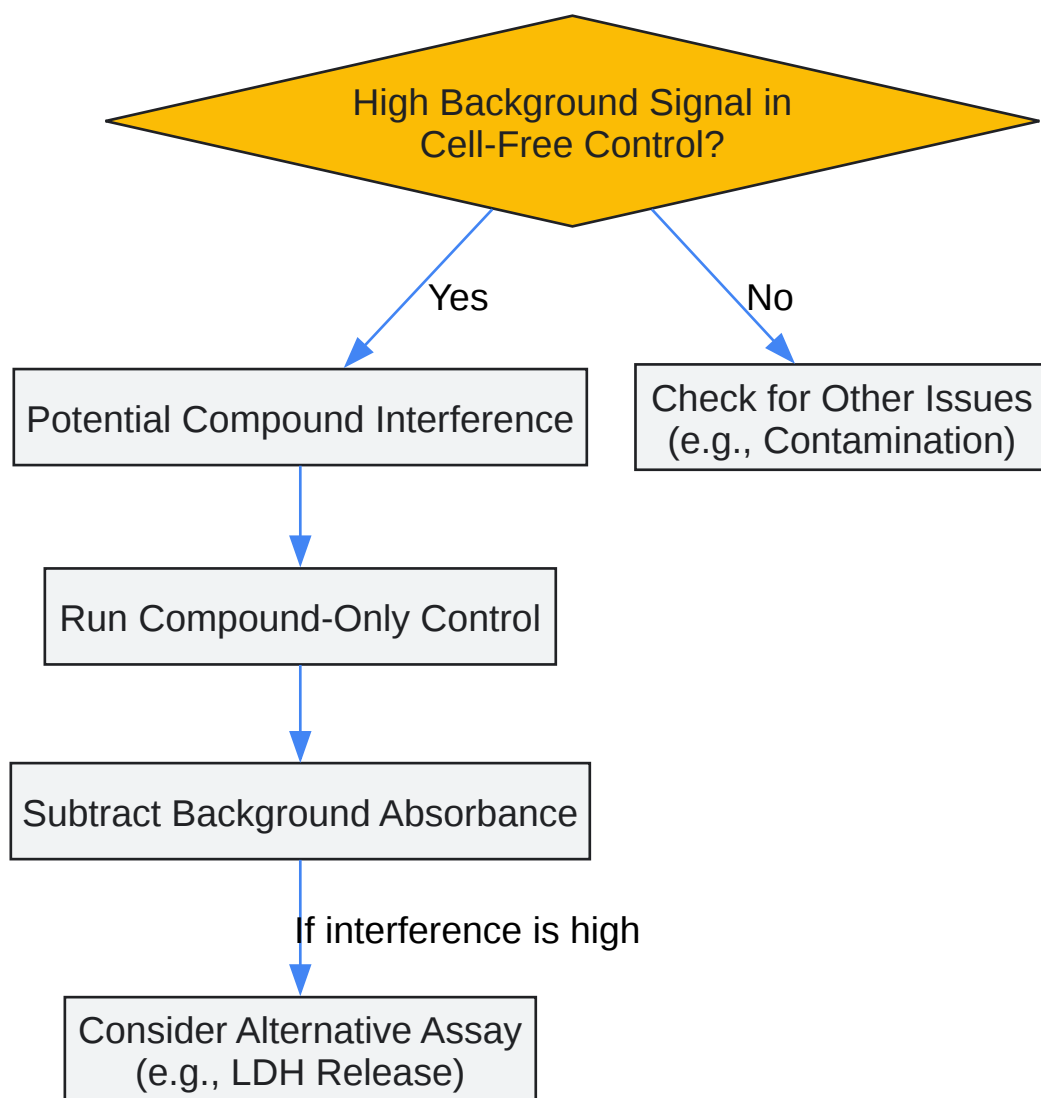 High Background Signal in
Cell-Free Control?
Yes
No
Potential Compound Interference
Check for Other Issues
(e.g., Contamination)
Run Compound-Only Control
Subtract Background Absorbance
If interference is high
Consider Alternative Assay
(e.g., LDH Release)